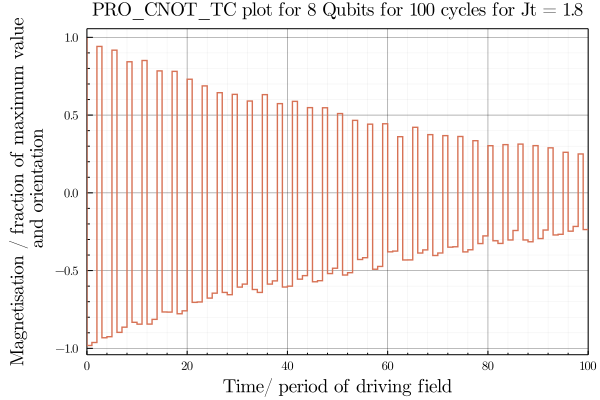 PRO_CNOT_TC plot for 8 Qubits for 100 cycles for Jt = 1.8
Magnetisation / fraction of maximum value
and orientation
1.0
0.5
0.0
−0.5
−1.0
0 20 40 60 80 100
Time/ period of driving field